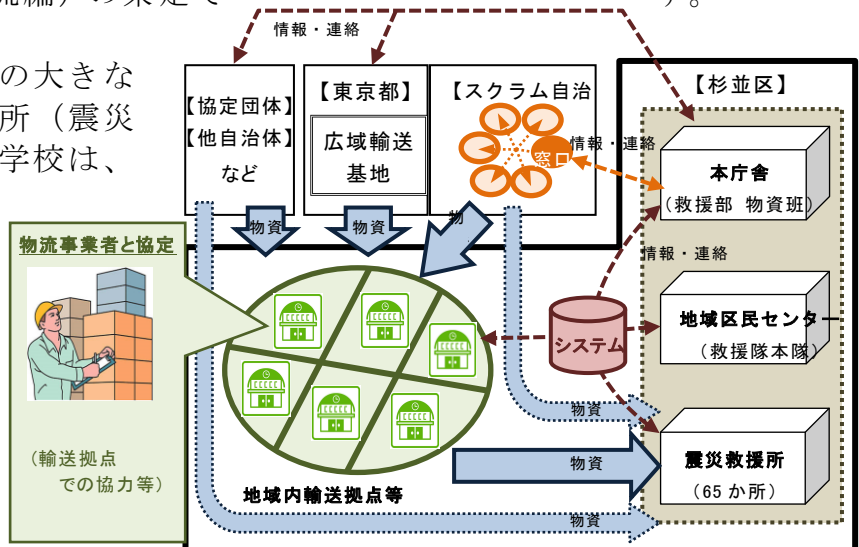 す。
の大きな
所（震災
学校は、
情報・連絡
【協定団体】
【他自治体】
など
【東京都】
広域輸送
基地
【スクラム自治
窓口
情報・連絡
【杉並区】
本庁舎
（救援部 物資班）
情報・連絡
地域区民センター
（救援隊本隊）
震災救援所
（65 か所）
物資
物資
物
システム
物流事業者と協定
（輸送拠点
での協力等）
地域内輸送拠点等
物資
物資
物資